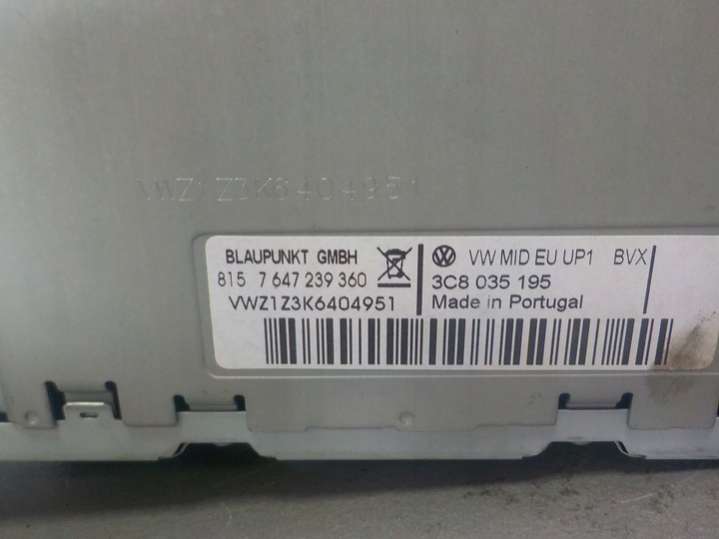 VWZ1Z3K6404951
BLAUPUNKT GMBH
815 7 647 239 360
VWZ1Z3K6404951
VW MID EU UP1 BVX
3C8 035 195
Made in Portugal